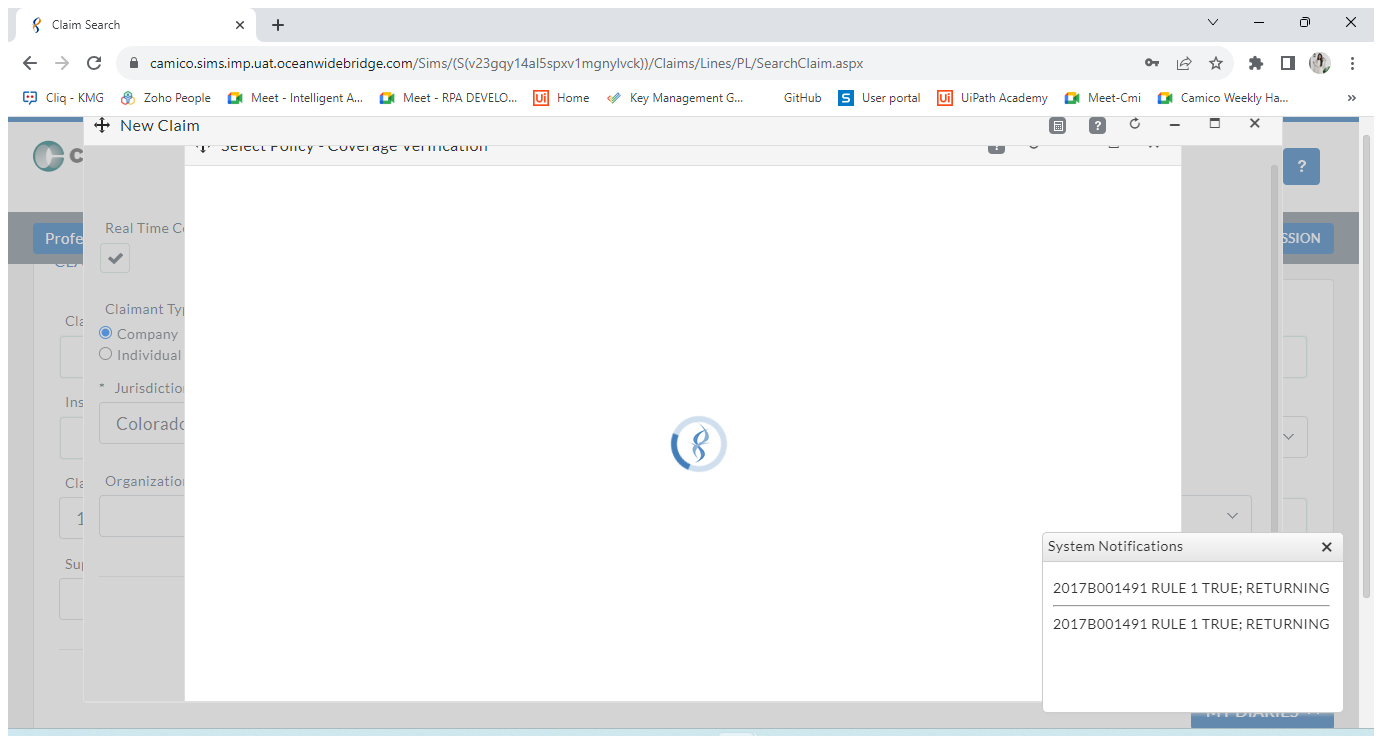 Claim Search
camico.sims.imp.uat.oceanwidebridge.com/Sims/(S(v23gqy14al5spxv1mgnylvck))/Claims/Lines/PL/SearchClaim.aspx
Cliq - KMG Zoho People Meet - Intelligent A... Meet - RPA DEVELO... Ui Home Key Management G... GitHub S User portal Ui UiPath Academy Meet-Cmi Camico Weekly Ha... »
New Claim ?
Select Policy - Coverage Verification
C ?
Real Time Co
Profe SSION
Claimant Typ
Cla
Company
Individual
* Jurisdiction
Ins
Colorado
Organization
Cla
1
System Notifications
Sup
2017B001491 RULE 1 TRUE; RETURNING
2017B001491 RULE 1 TRUE; RETURNING
MY DIARIES